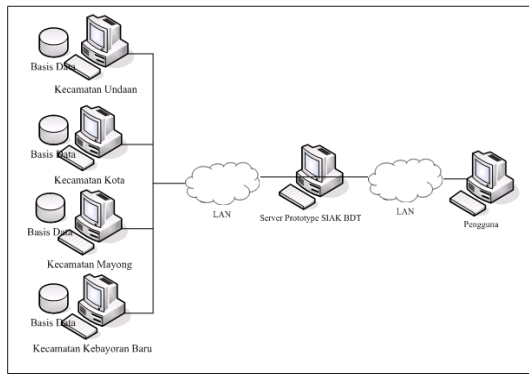 Basis Data
Kecamatan Undaan
Basis Data
Kecamatan Kota
Basis Data
Kecamatan Mayong
Basis Data
Kecamatan Kebayoran Baru
LAN
Server Prototype SIAK BDT
LAN
Pengguna